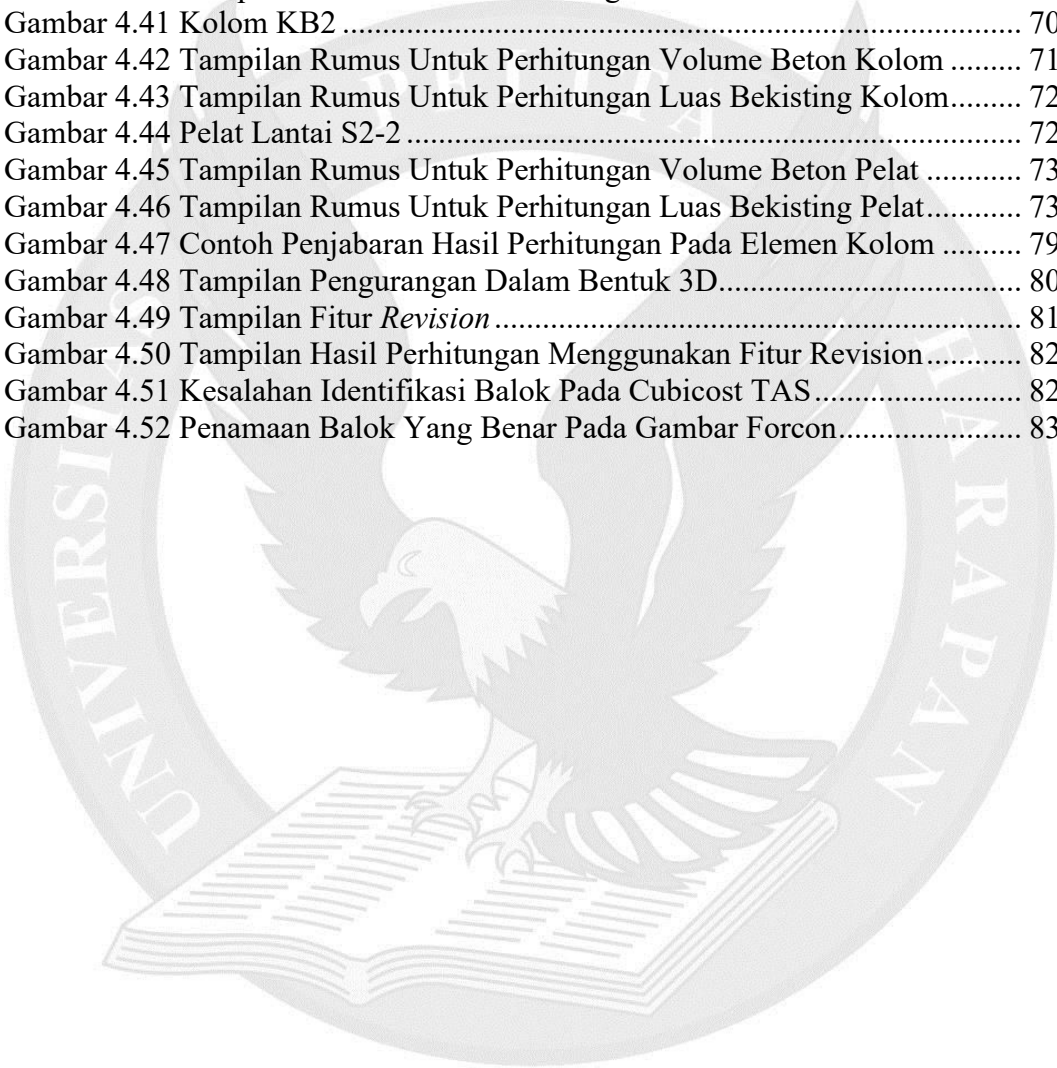 Gambar 4.41 Kolom KB2 ........................................................................................ 70
Gambar 4.42 Tampilan Rumus Untuk Perhitungan Volume Beton Kolom ......... 71
Gambar 4.43 Tampilan Rumus Untuk Perhitungan Luas Bekisting Kolom......... 72
Gambar 4.44 Pelat Lantai S2-2 ............................................................................... 72
Gambar 4.45 Tampilan Rumus Untuk Perhitungan Volume Beton Pelat ............ 73
Gambar 4.46 Tampilan Rumus Untuk Perhitungan Luas Bekisting Pelat............ 73
Gambar 4.47 Contoh Penjabaran Hasil Perhitungan Pada Elemen Kolom .......... 79
Gambar 4.48 Tampilan Pengurangan Dalam Bentuk 3D....................................... 80
Gambar 4.49 Tampilan Fitur Revision .................................................................... 81
Gambar 4.50 Tampilan Hasil Perhitungan Menggunakan Fitur Revision............ 82
Gambar 4.51 Kesalahan Identifikasi Balok Pada Cubicost TAS.......................... 82
Gambar 4.52 Penamaan Balok Yang Benar Pada Gambar Forcon....................... 83
UNIVERSITAS PELITA HARAPAN